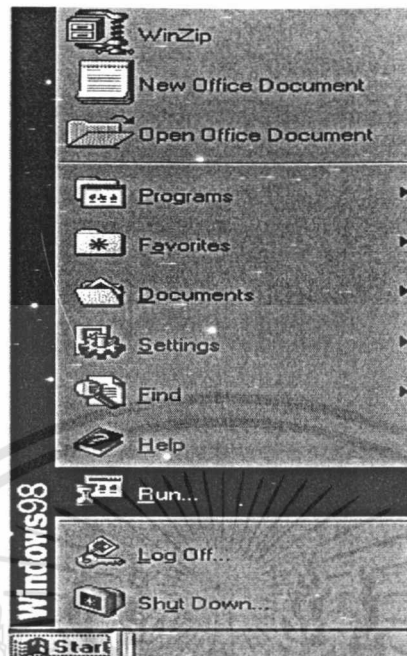 WinZip
New Office Document
Open Office Document
Programs
Favorites
Documents
Settings
Find
Help
Run...
Log Off...
Shut Down...
Windows98
Start